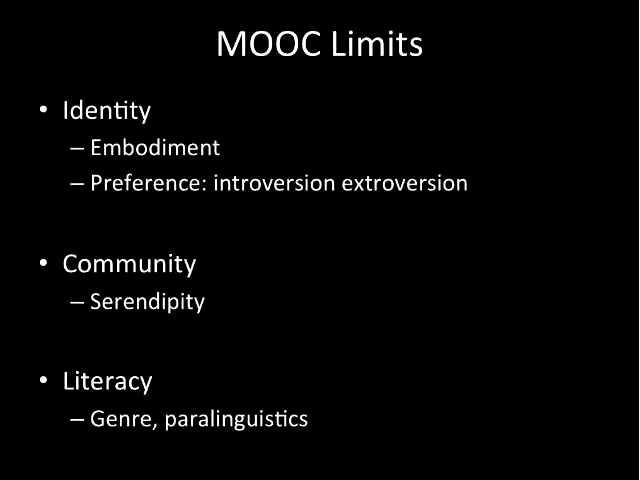 MOOC Limits
• Identity
– Embodiment
– Preference: introversion extroversion
• Community
– Serendipity
• Literacy
– Genre, paralinguistics